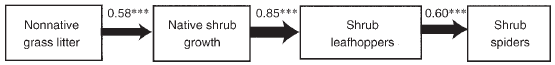 0.58*** 0.85*** 0.60***
Nonnative Native shrub Shrub Shrub
grass litter growth leafhoppers spiders